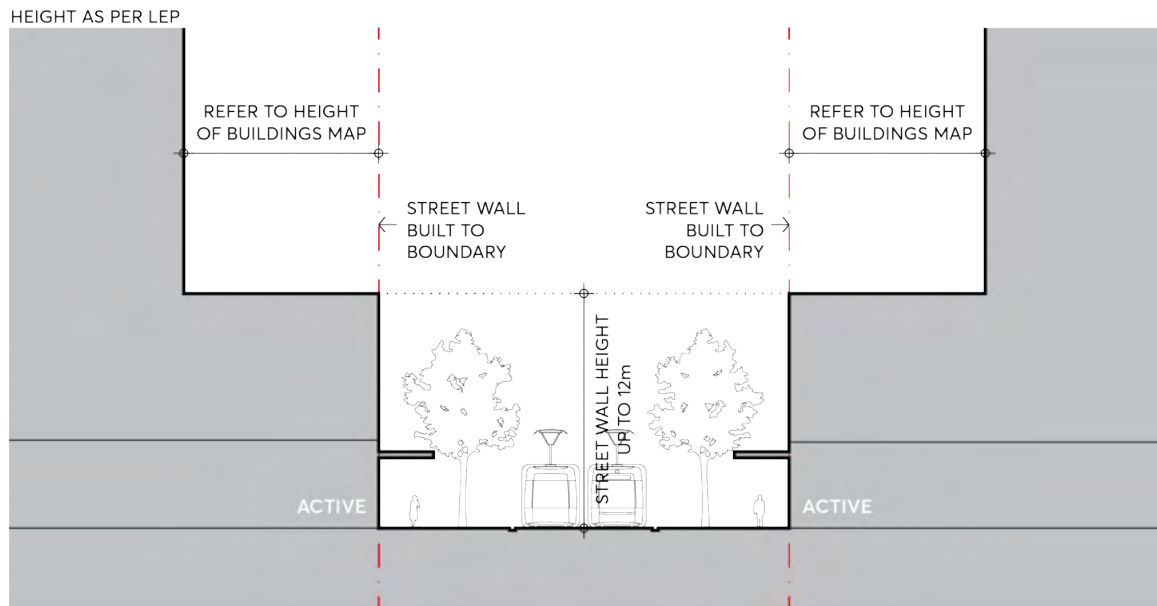 HEIGHT AS PER LEP
REFER TO HEIGHT
OF BUILDINGS MAP
REFER TO HEIGHT
OF BUILDINGS MAP
STREET WALL
BUILT TO
BOUNDARY
STREET WALL
BUILT TO
BOUNDARY
STREET WALL HEIGHT
UP TO 12m
ACTIVE
ACTIVE